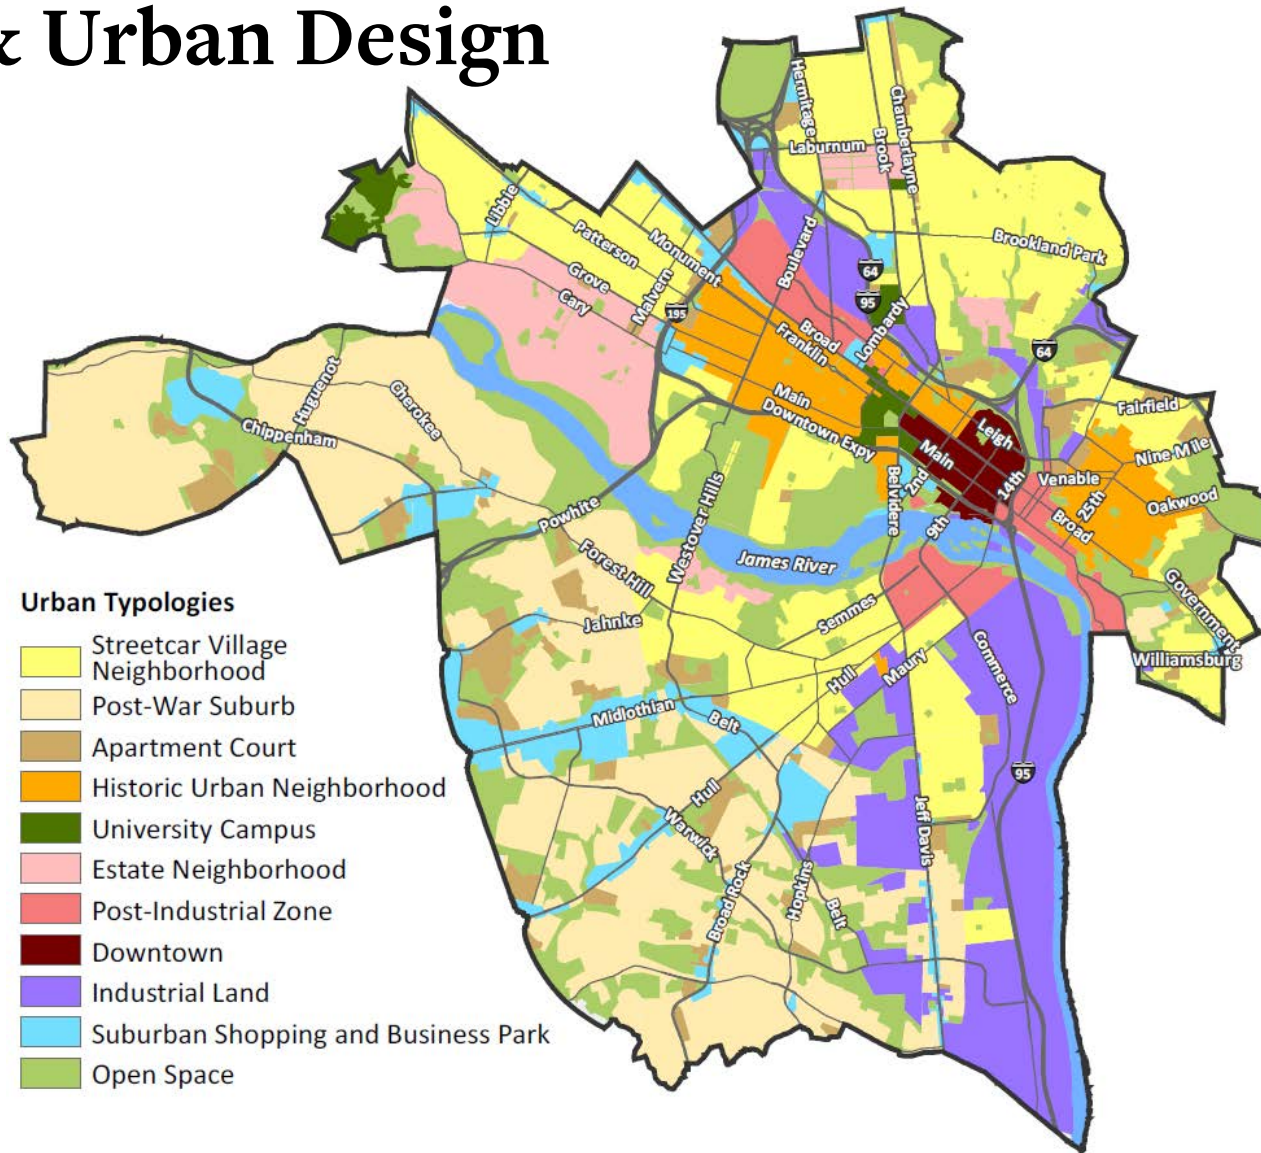 & Urban Design
Hermitage
Chamberlayne
Brook
Laburnum
Libbie
Patterson
Monument
Boulevard
Brookland Park
Grove
Cary
Malvern
64
95
195
Broad
Franklin
Lombardy
64
Huguenot
Cherokee
Chippenham
Main
Downtown Expy
Leigh
Main
Fairfield
Nine Mile
Venable
25th
Oakwood
Broad
14th
2nd
Belvidere
9th
Westover Hills
Powhite
James River
Forest Hill
Government
Semmes
Jahnke
Williamsburg
Commerce
Hull
Maury
Midlothian
Belt
95
Hull
Warwick
Jeff Davis
Broad Rock
Hopkins
Belt
Urban Typologies
Streetcar Village
Neighborhood
Post-War Suburb
Apartment Court
Historic Urban Neighborhood
University Campus
Estate Neighborhood
Post-Industrial Zone
Downtown
Industrial Land
Suburban Shopping and Business Park
Open Space